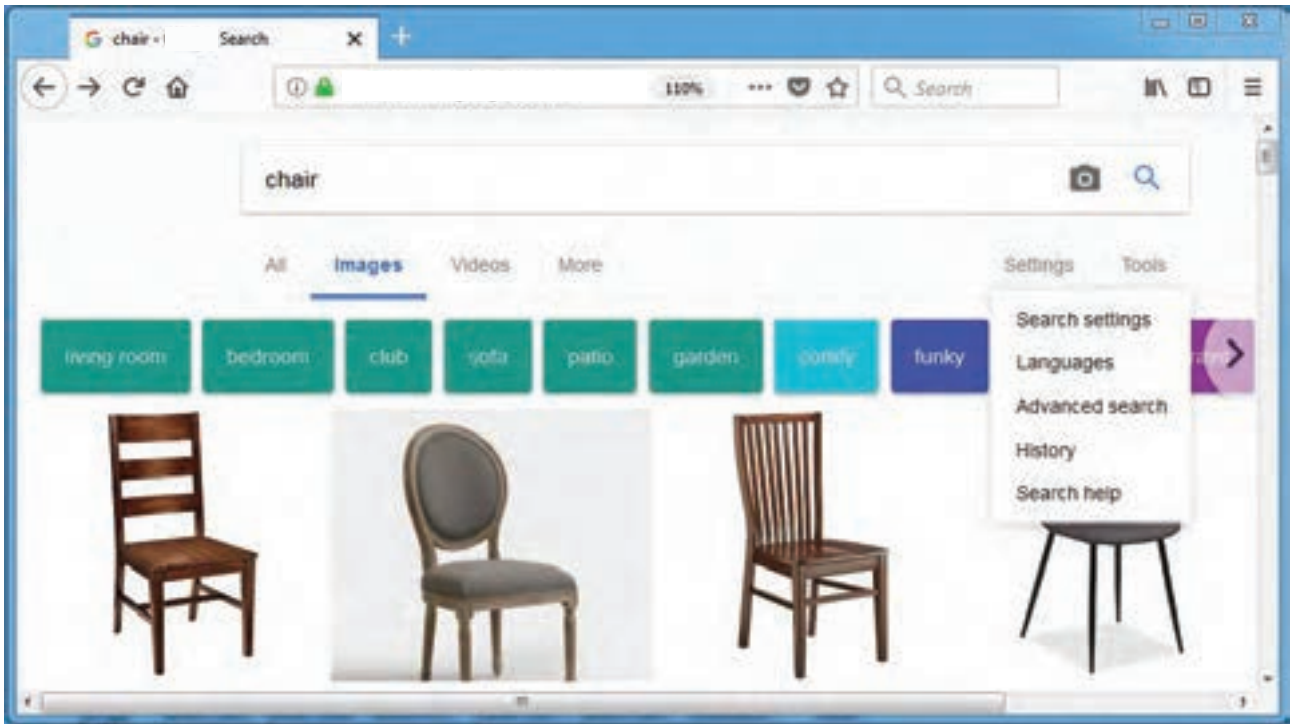 chair - Search
110%
Search
chair
All Images Videos More Settings Tools
Search settings
living room bedroom club sofa patio garden comfy funky
Languages
Advanced search
History
Search help